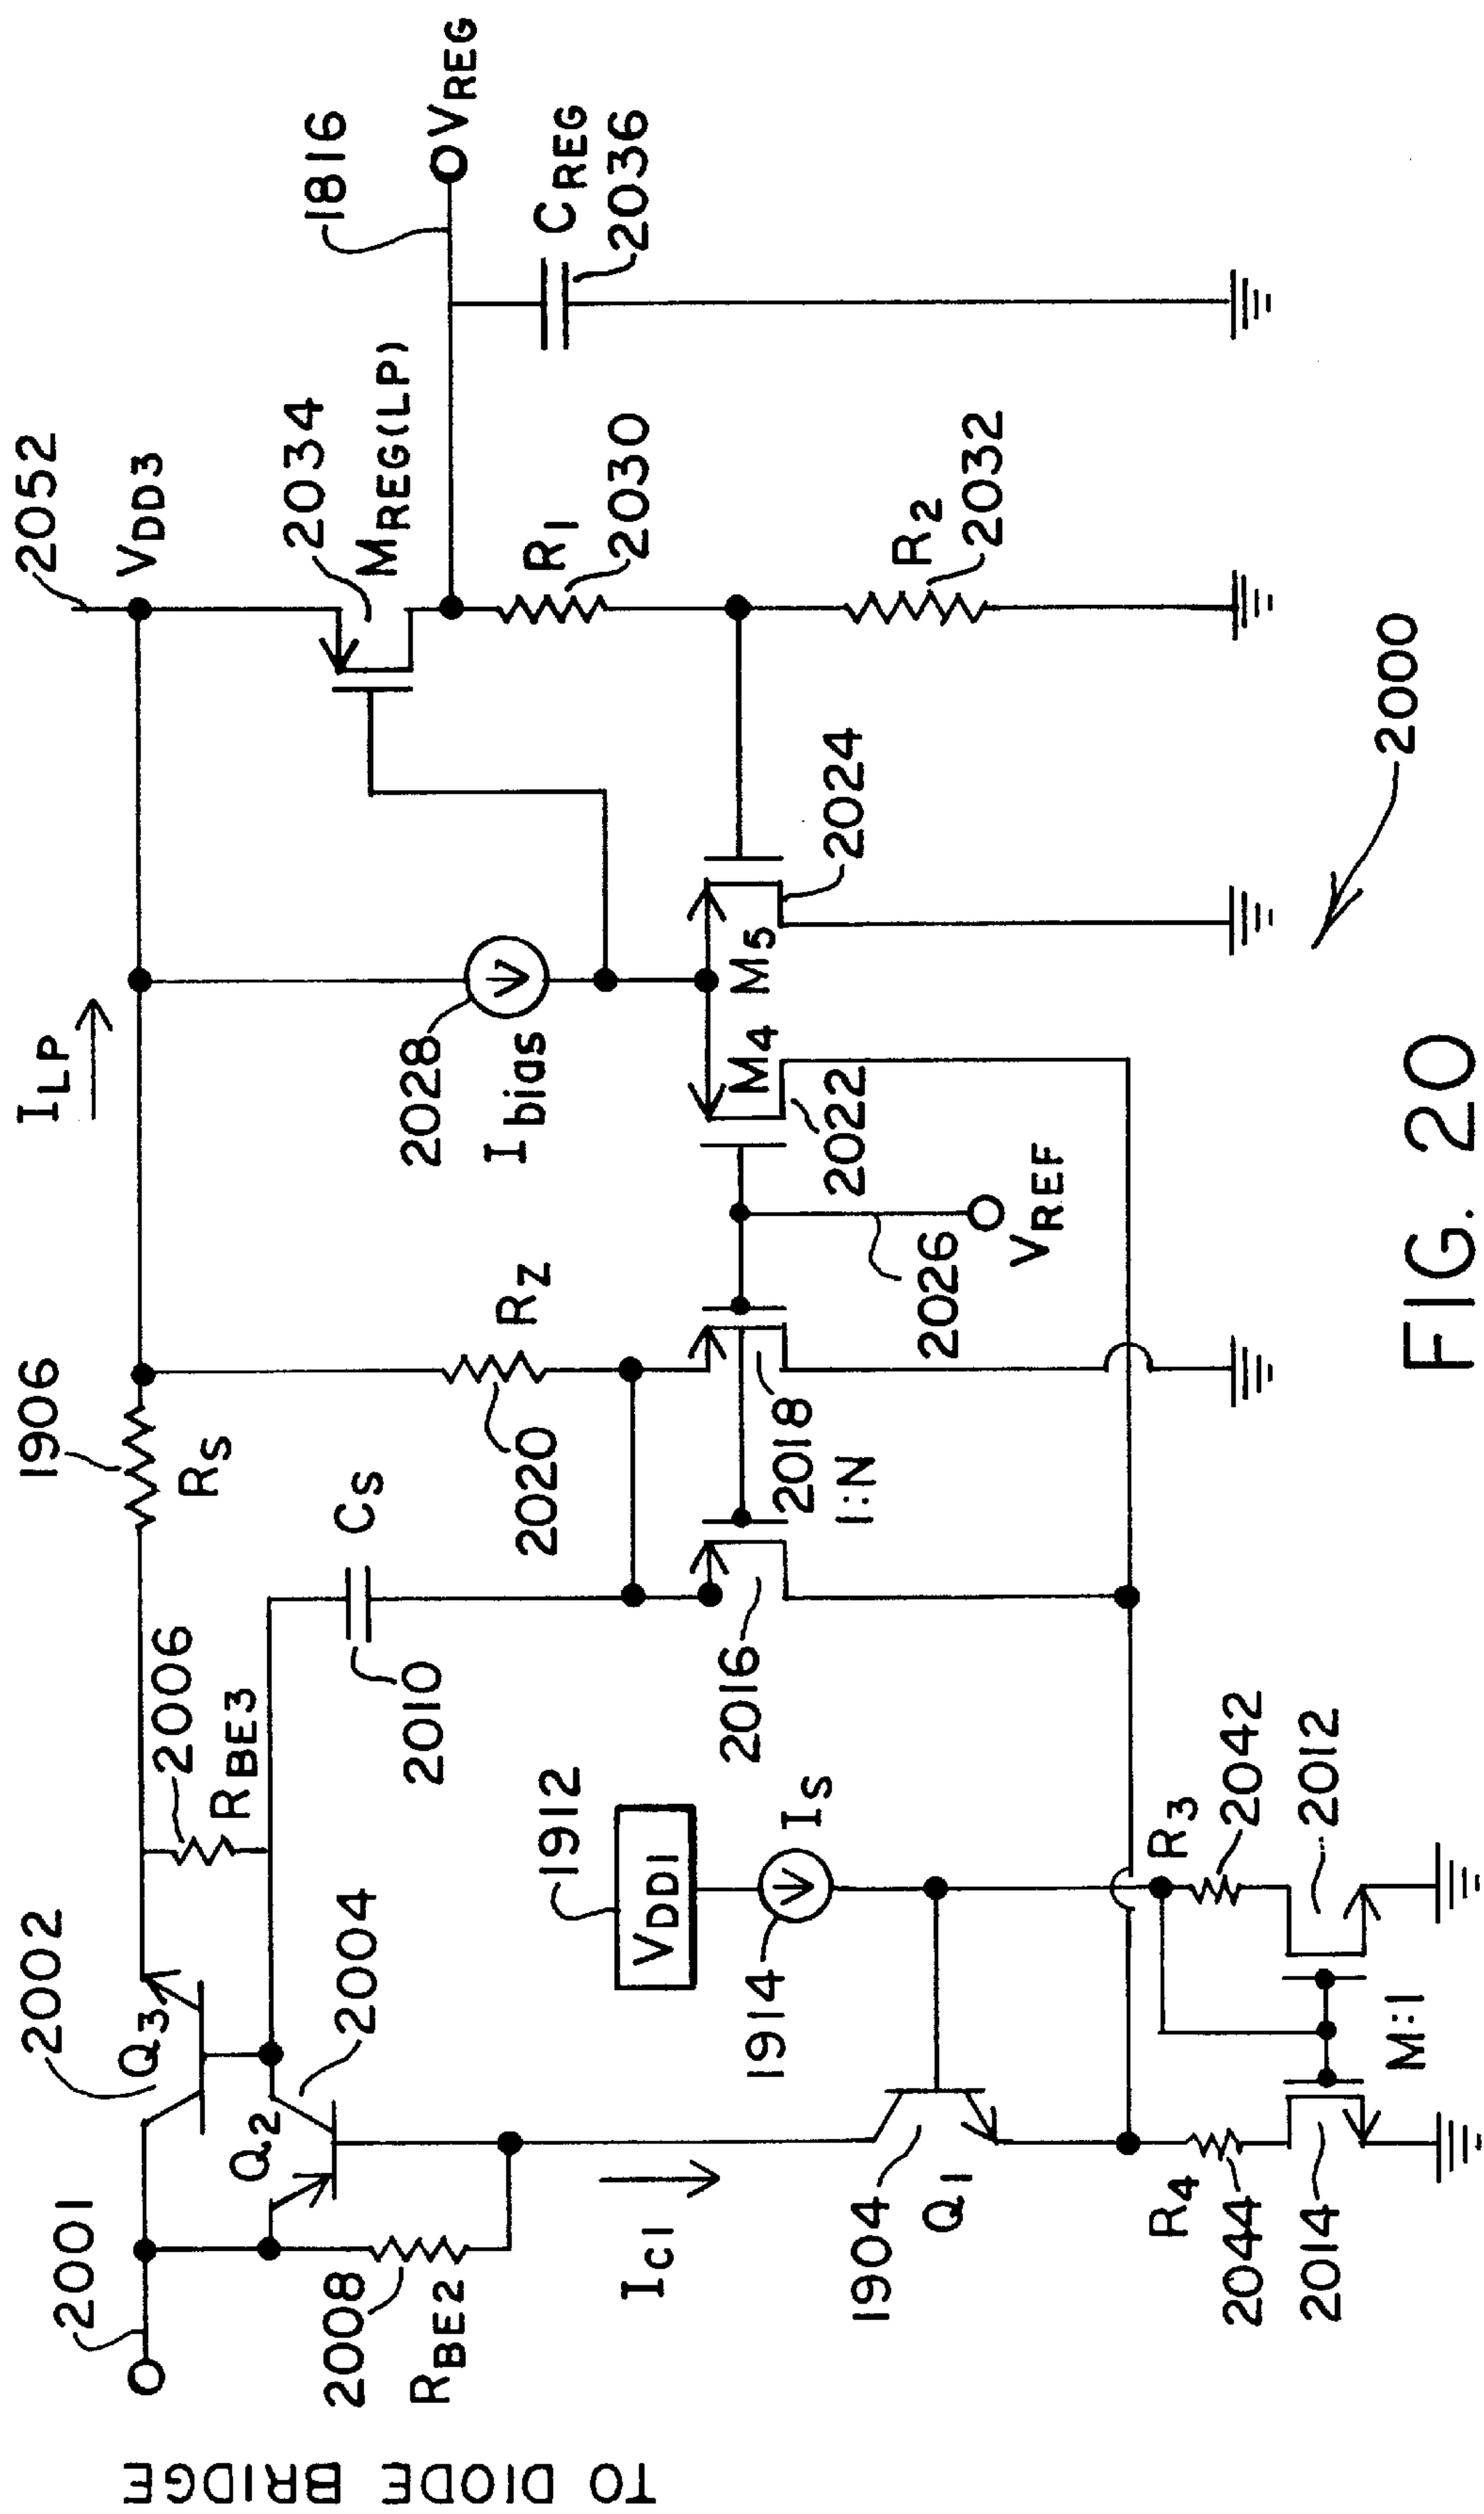 TO DIODE BRIDGE
2001
2002
Q3
2006
RBE3
1906
RS
ILP
2052
VDD3
2034
MREG(LP)
1816
VREG
CREG
2036
Q2
2004
2008
RBE2
CS
2010
2020
RZ
2028
Ibias
R1
2030
IC1
1912
VDD1
1914
IS
2016
2018
1:N
2026
VREF
M4
2022
M5
2024
R2
2032
1904
Q1
R4
2044
2014
R3
2042
2012
M:1
2000
FIG. 20